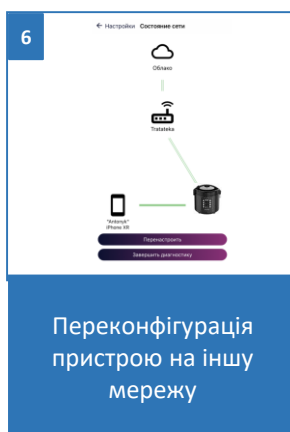 6
← Настройки Состояние сети
Облако
Tratateka
"Antonyk"
iPhone XR
Перенастроить
Завершить диагностику
Переконфігурація
пристрою на іншу
мережу